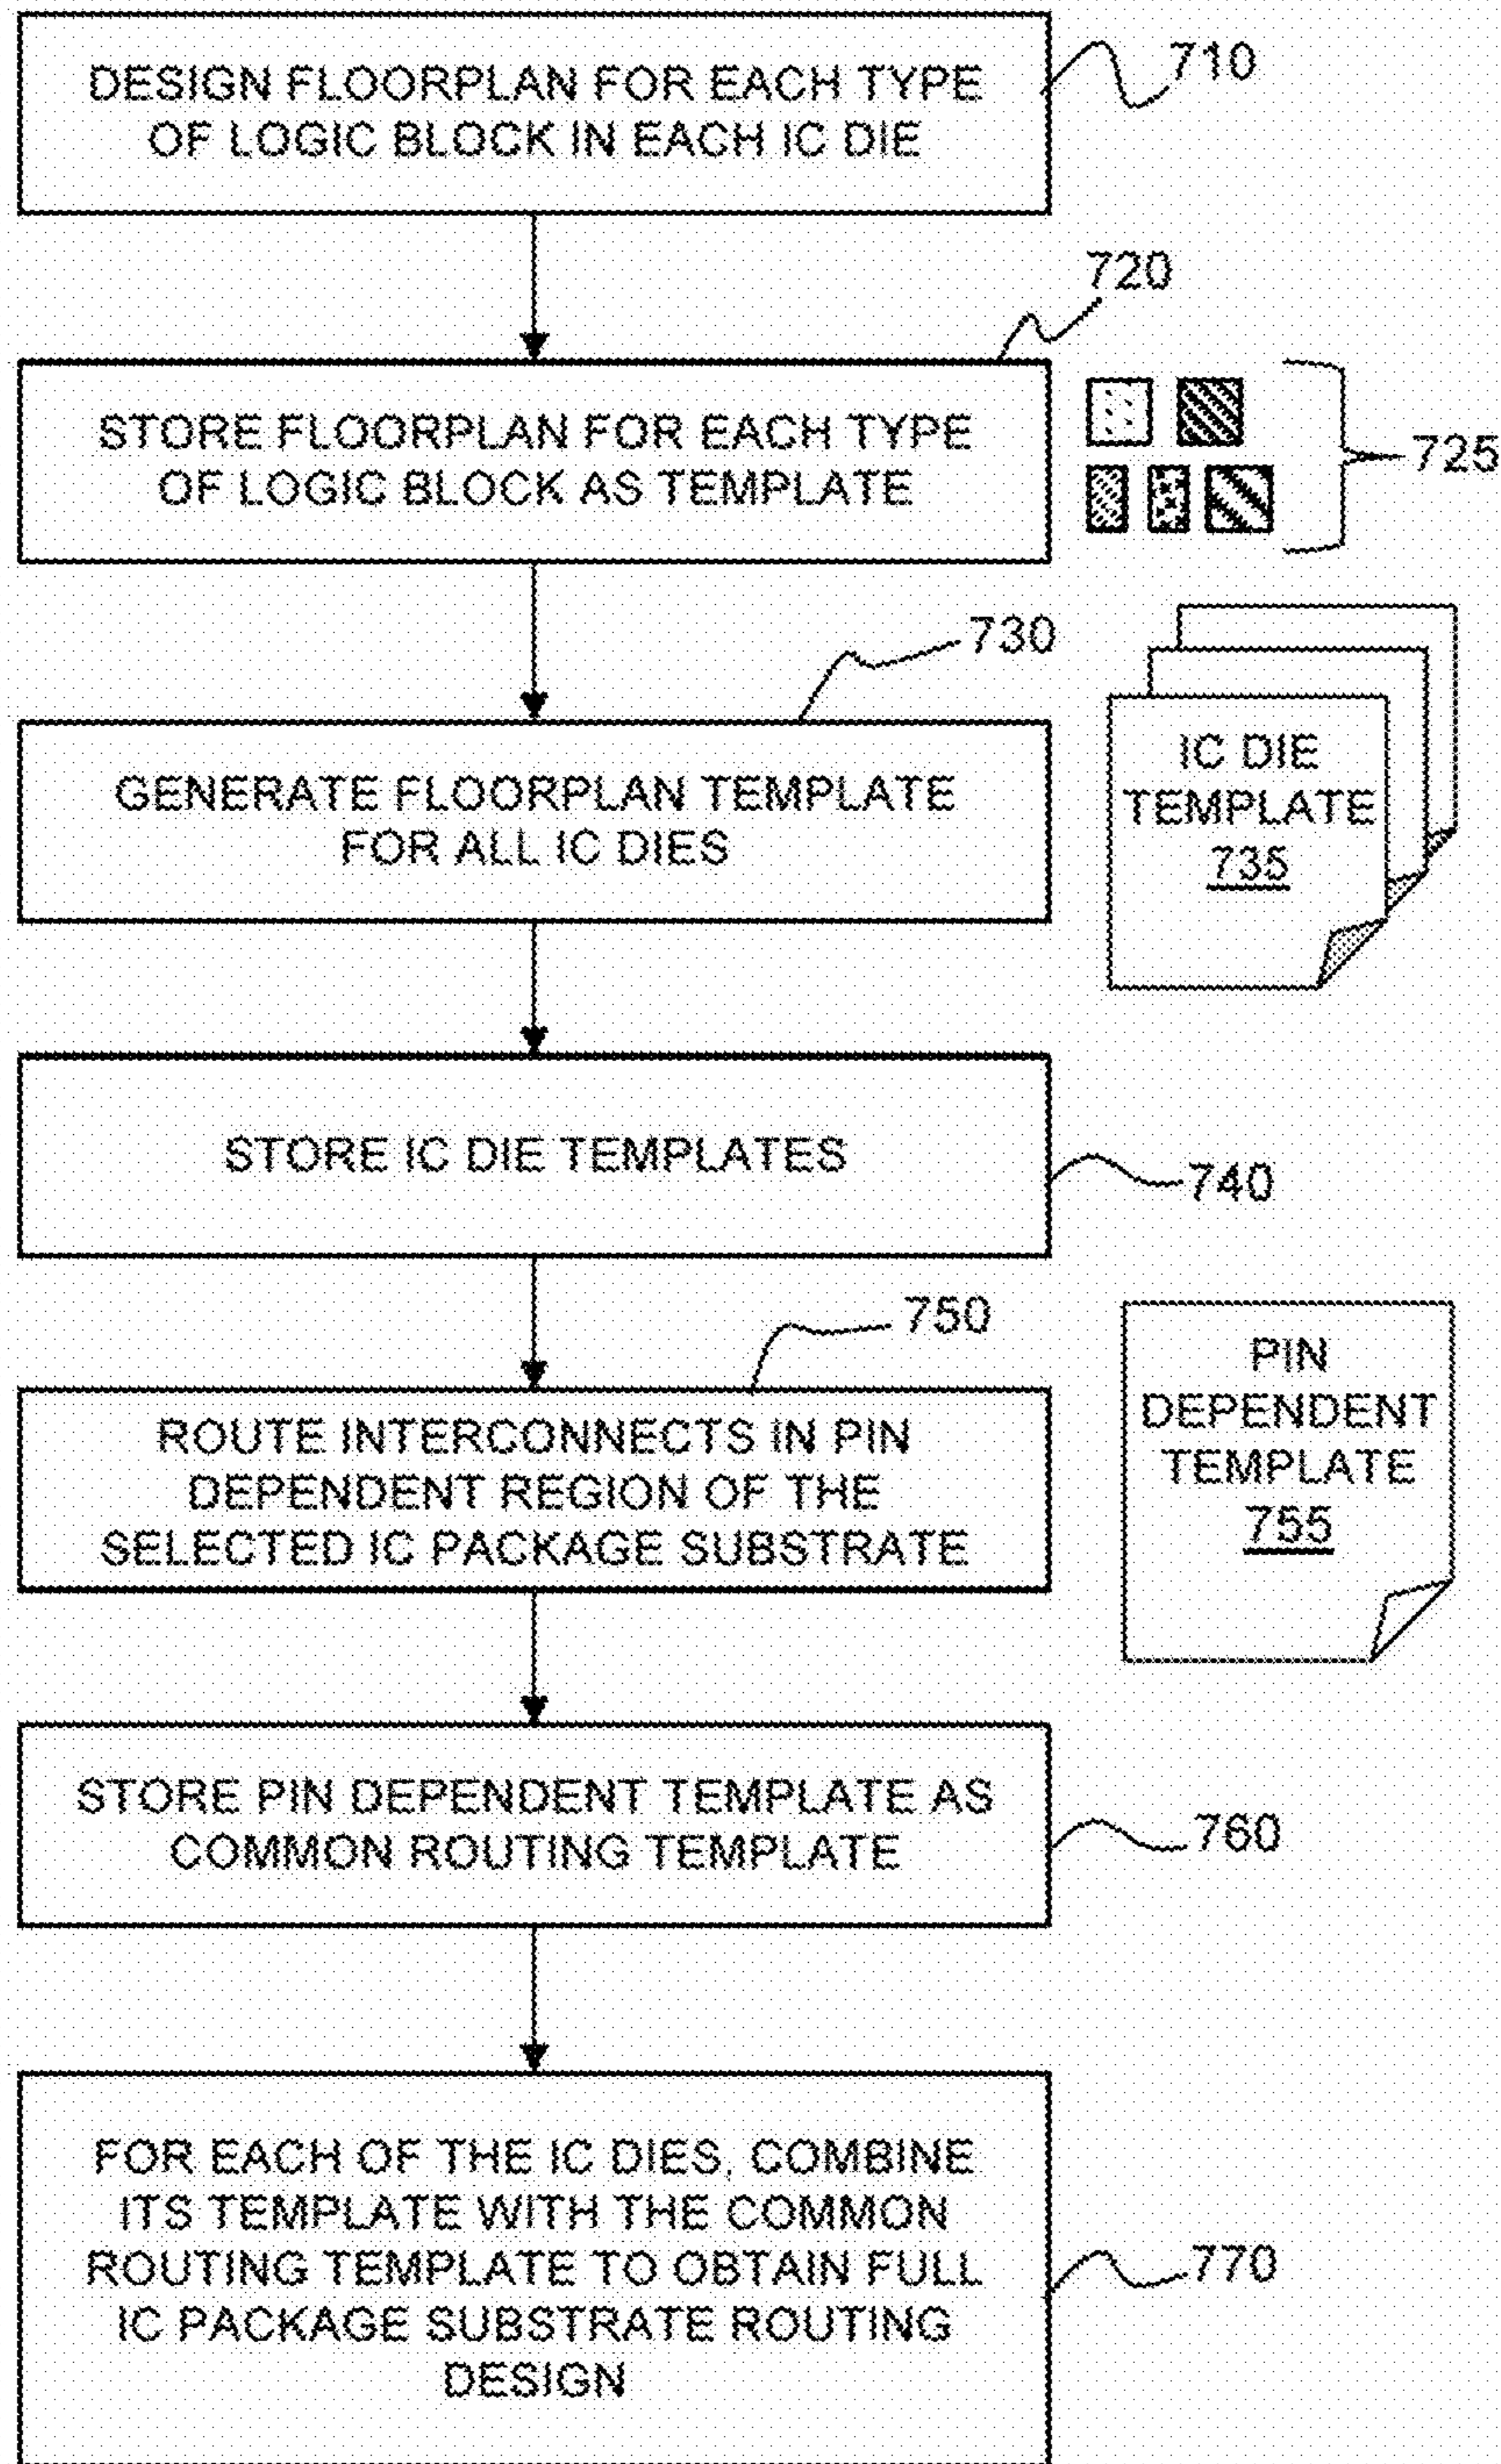 DESIGN FLOORPLAN FOR EACH TYPE
OF LOGIC BLOCK IN EACH IC DIE
710
720
STORE FLOORPLAN FOR EACH TYPE
OF LOGIC BLOCK AS TEMPLATE
725
730
GENERATE FLOORPLAN TEMPLATE
FOR ALL IC DIES
IC DIE
TEMPLATE
735
STORE IC DIE TEMPLATES
740
750
ROUTE INTERCONNECTS IN PIN
DEPENDENT REGION OF THE
SELECTED IC PACKAGE SUBSTRATE
PIN
DEPENDENT
TEMPLATE
755
STORE PIN DEPENDENT TEMPLATE AS
COMMON ROUTING TEMPLATE
760
FOR EACH OF THE IC DIES, COMBINE
ITS TEMPLATE WITH THE COMMON
ROUTING TEMPLATE TO OBTAIN FULL
IC PACKAGE SUBSTRATE ROUTING
DESIGN
770